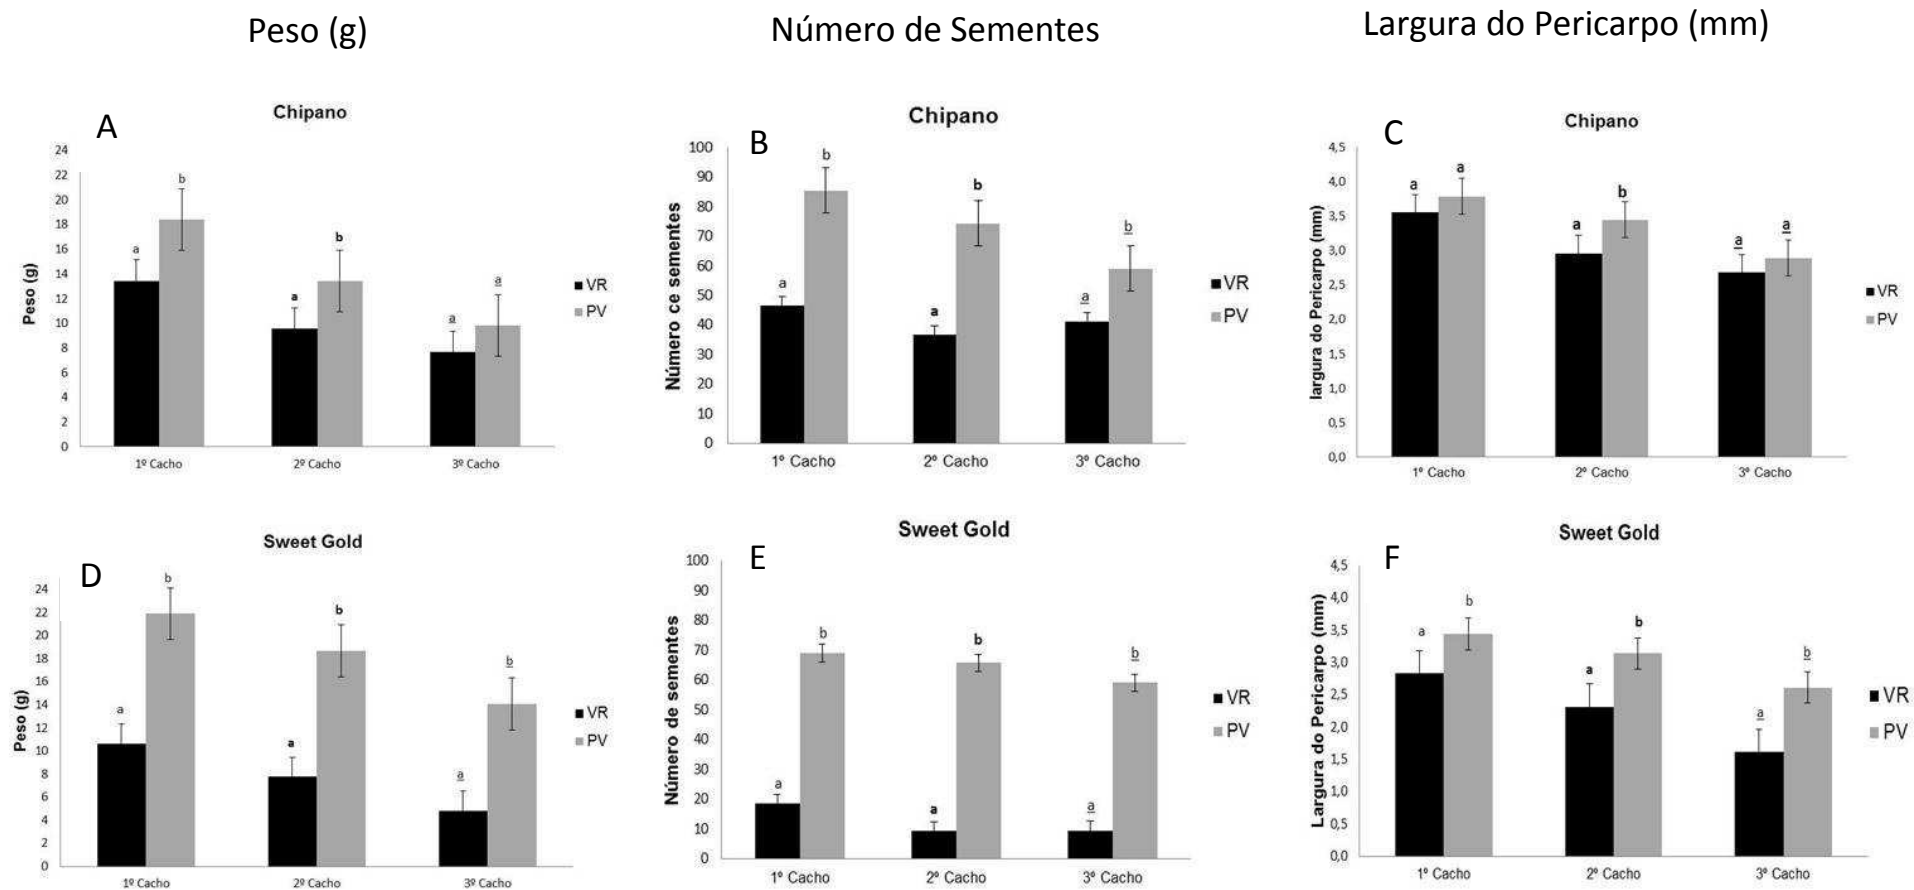 Peso (g)
Número de Sementes
Largura do Pericarpo (mm)
A
Chipano
Peso (g)
24
22
20
18
16
14
12
10
8
6
4
2
0
a
b
a
b
a
a
1º Cacho
2º Cacho
3º Cacho
VR
PV
B
Chipano
Número ce sementes
100
90
80
70
60
50
40
30
20
10
0
a
b
a
b
a
b
1º Cacho
2º Cacho
3º Cacho
VR
PV
C
Chipano
largura do Pericarpo (mm)
4,5
4,0
3,5
3,0
2,5
2,0
1,5
1,0
0,5
0,0
a
a
a
b
a
a
1º Cacho
2º Cacho
3º Cacho
VR
PV
D
Sweet Gold
Peso (g)
24
22
20
18
16
14
12
10
8
6
4
2
0
a
b
a
b
a
b
1º Cacho
2º Cacho
3º Cacho
VR
PV
E
Sweet Gold
Número de sementes
100
90
80
70
60
50
40
30
20
10
0
a
b
a
b
a
b
1º Cacho
2º Cacho
3º Cacho
VR
PV
F
Sweet Gold
Largura do Pericarpo (mm)
4,5
4,0
3,5
3,0
2,5
2,0
1,5
1,0
0,5
0,0
a
b
a
b
a
b
1º Cacho
2º Cacho
3º Cacho
VR
PV